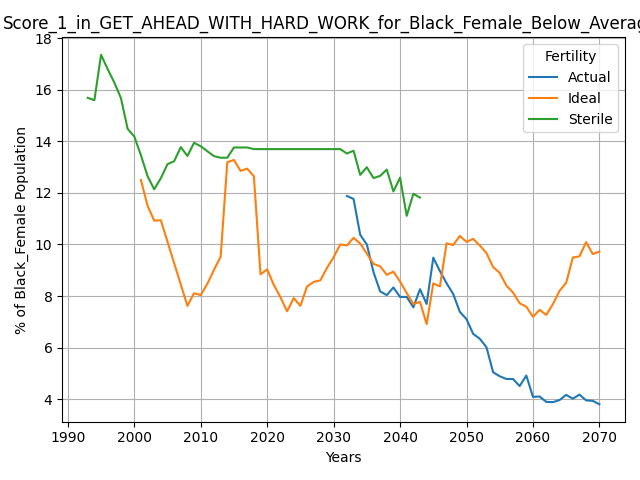 Score_1_in_GET_AHEAD_WITH_HARD_WORK_for_Black_Female_Below_Averag
Fertility
Actual
Ideal
Sterile
% of Black_Female Population
18
16
14
12
10
8
6
4
1990 2000 2010 2020 2030 2040 2050 2060 2070
Years